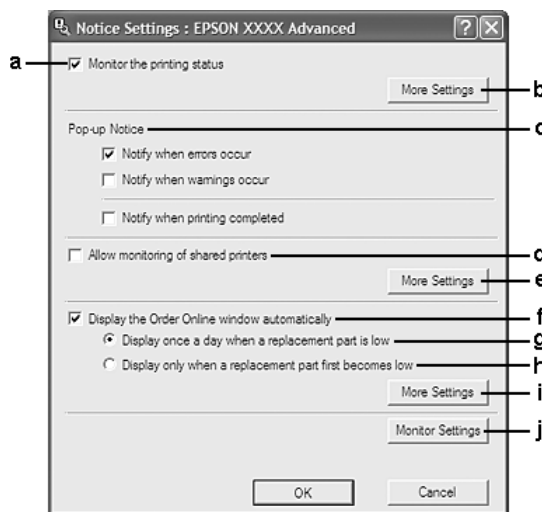 Notice Settings : EPSON XXXX Advanced
a
Monitor the printing status
More Settings
b
Pop-up Notice
c
Notify when errors occur
Notify when warnings occur
Notify when printing completed
Allow monitoring of shared printers
d
More Settings
e
Display the Order Online window automatically
f
Display once a day when a replacement part is low
g
Display only when a replacement part first becomes low
h
More Settings
i
Monitor Settings
j
OK
Cancel